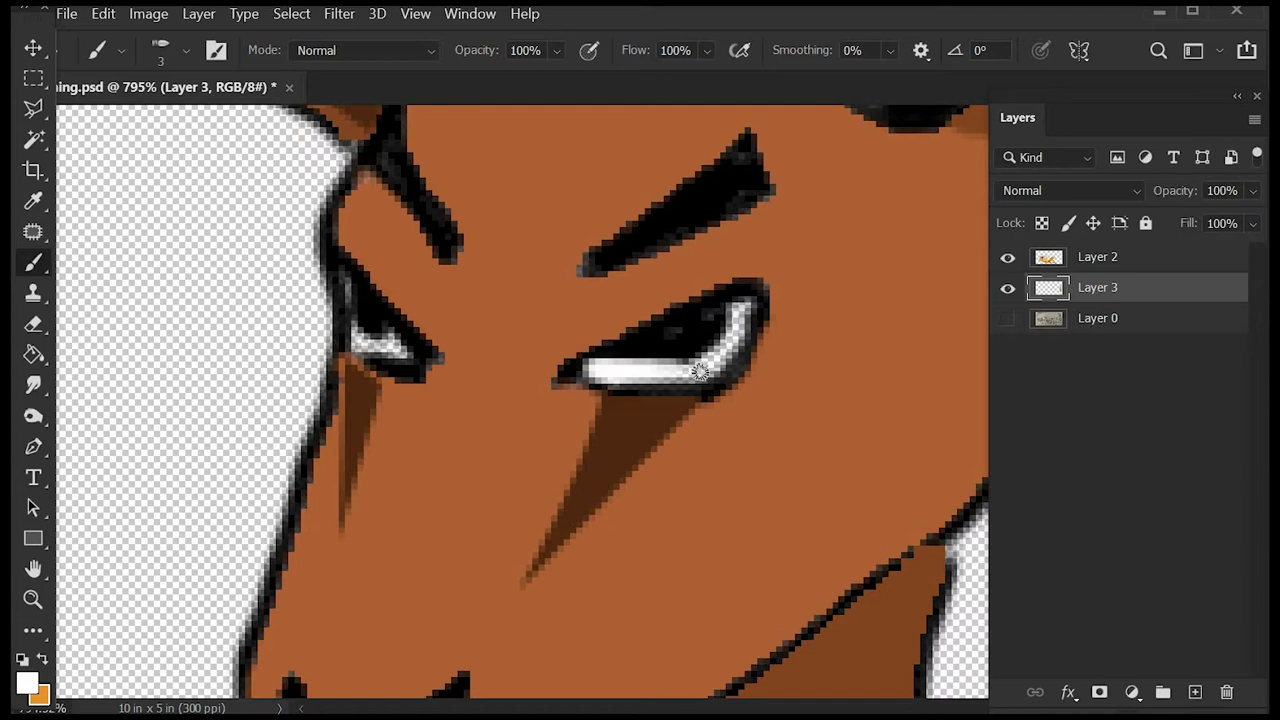 File Edit Image Layer Type Select Filter 3D View Window Help
3 Mode: Normal Opacity: 100% Flow: 100% Smoothing: 0% 0°
ning.psd @ 795% (Layer 3, RGB/8#) * ×
Layers
Kind
Normal Opacity: 100%
Lock: Fill: 100%
Layer 2
Layer 3
Layer 0
10 in x 5 in (300 ppi)
fx